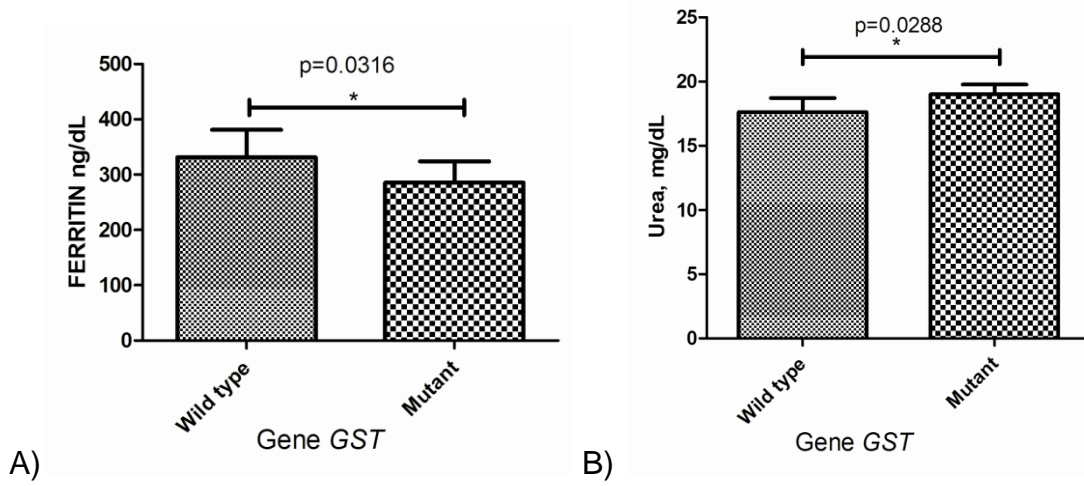 p=0.0316
*
FERRITIN ng/dL
500
400
300
200
100
0
Wild type
Mutant
Gene GST
A)
p=0.0288
*
Urea, mg/dL
25
20
15
10
5
0
Wild type
Mutant
Gene GST
B)